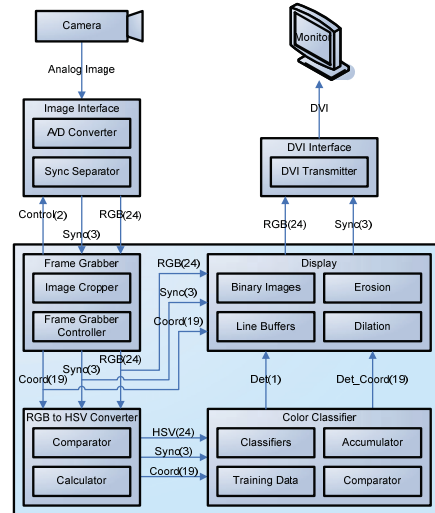 Camera
Monitor
Analog Image
DVI
Image Interface
A/D Converter
Sync Separator
DVI Interface
DVI Transmitter
Control(2)
Sync(3)
RGB(24)
RGB(24)
Sync(3)
Frame Grabber
Image Cropper
Frame Grabber
Controller
RGB(24)
Sync(3)
Coord(19)
Display
Binary Images
Erosion
Line Buffers
Dilation
Coord(19)
Sync(3)
RGB(24)
Det(1)
Det_Coord(19)
RGB to HSV Converter
Comparator
Calculator
HSV(24)
Sync(3)
Coord(19)
Color Classifier
Classifiers
Accumulator
Training Data
Comparator